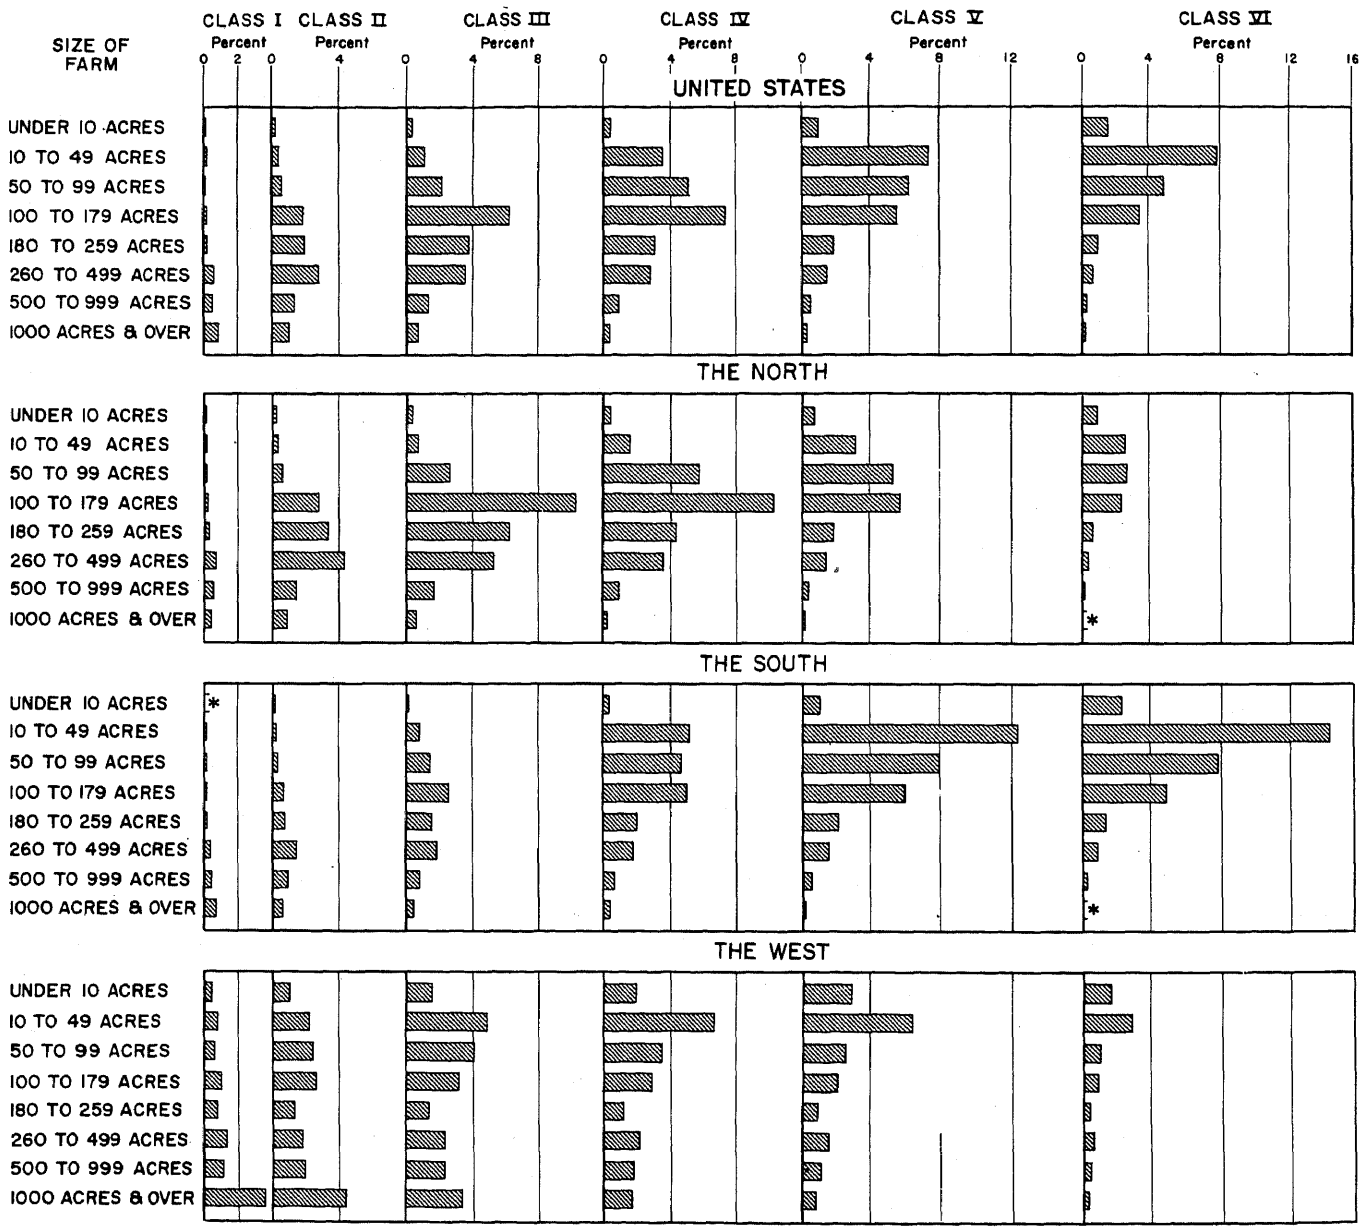 CLASS I CLASS II CLASS III CLASS IV CLASS V CLASS VI
Percent Percent Percent Percent Percent Percent
SIZE OF
FARM
0 2 0 4 0 4 8 0 4 8 0 4 8 12 0 4 8 12 16
UNITED STATES
UNDER 10 ACRES
10 TO 49 ACRES
50 TO 99 ACRES
100 TO 179 ACRES
180 TO 259 ACRES
260 TO 499 ACRES
500 TO 999 ACRES
1000 ACRES & OVER
THE NORTH
UNDER 10 ACRES
10 TO 49 ACRES
50 TO 99 ACRES
100 TO 179 ACRES
180 TO 259 ACRES
260 TO 499 ACRES
500 TO 999 ACRES
1000 ACRES & OVER *
THE SOUTH
UNDER 10 ACRES *
10 TO 49 ACRES
50 TO 99 ACRES
100 TO 179 ACRES
180 TO 259 ACRES
260 TO 499 ACRES
500 TO 999 ACRES
1000 ACRES & OVER *
THE WEST
UNDER 10 ACRES
10 TO 49 ACRES
50 TO 99 ACRES
100 TO 179 ACRES
180 TO 259 ACRES
260 TO 499 ACRES
500 TO 999 ACRES
1000 ACRES & OVER